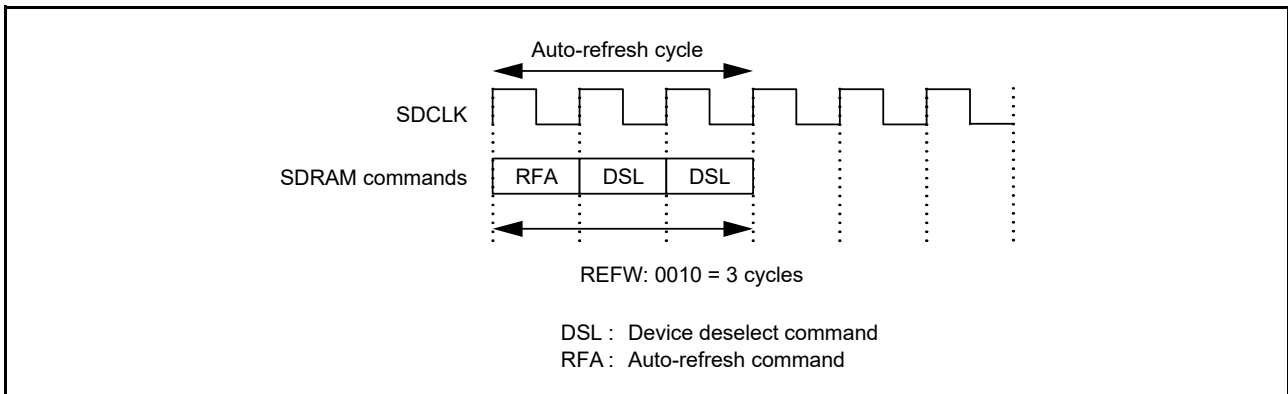 Auto-refresh cycle
SDCLK
SDRAM commands RFA DSL DSL
REFW: 0010 = 3 cycles
DSL : Device deselect command
RFA : Auto-refresh command